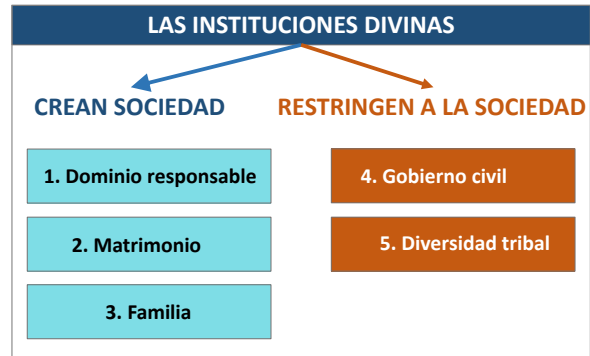 LAS INSTITUCIONES DIVINAS
CREAN SOCIEDAD
RESTRINGEN A LA SOCIEDAD
1. Dominio responsable
4. Gobierno civil
2. Matrimonio
5. Diversidad tribal
3. Familia